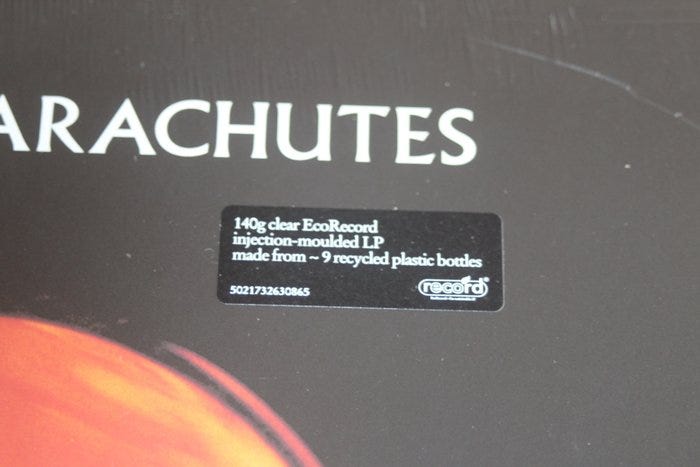 ARACHUTES
140g clear EcoRecord
injection-moulded LP
made from ~ 9 recycled plastic bottles
5021732630865
record